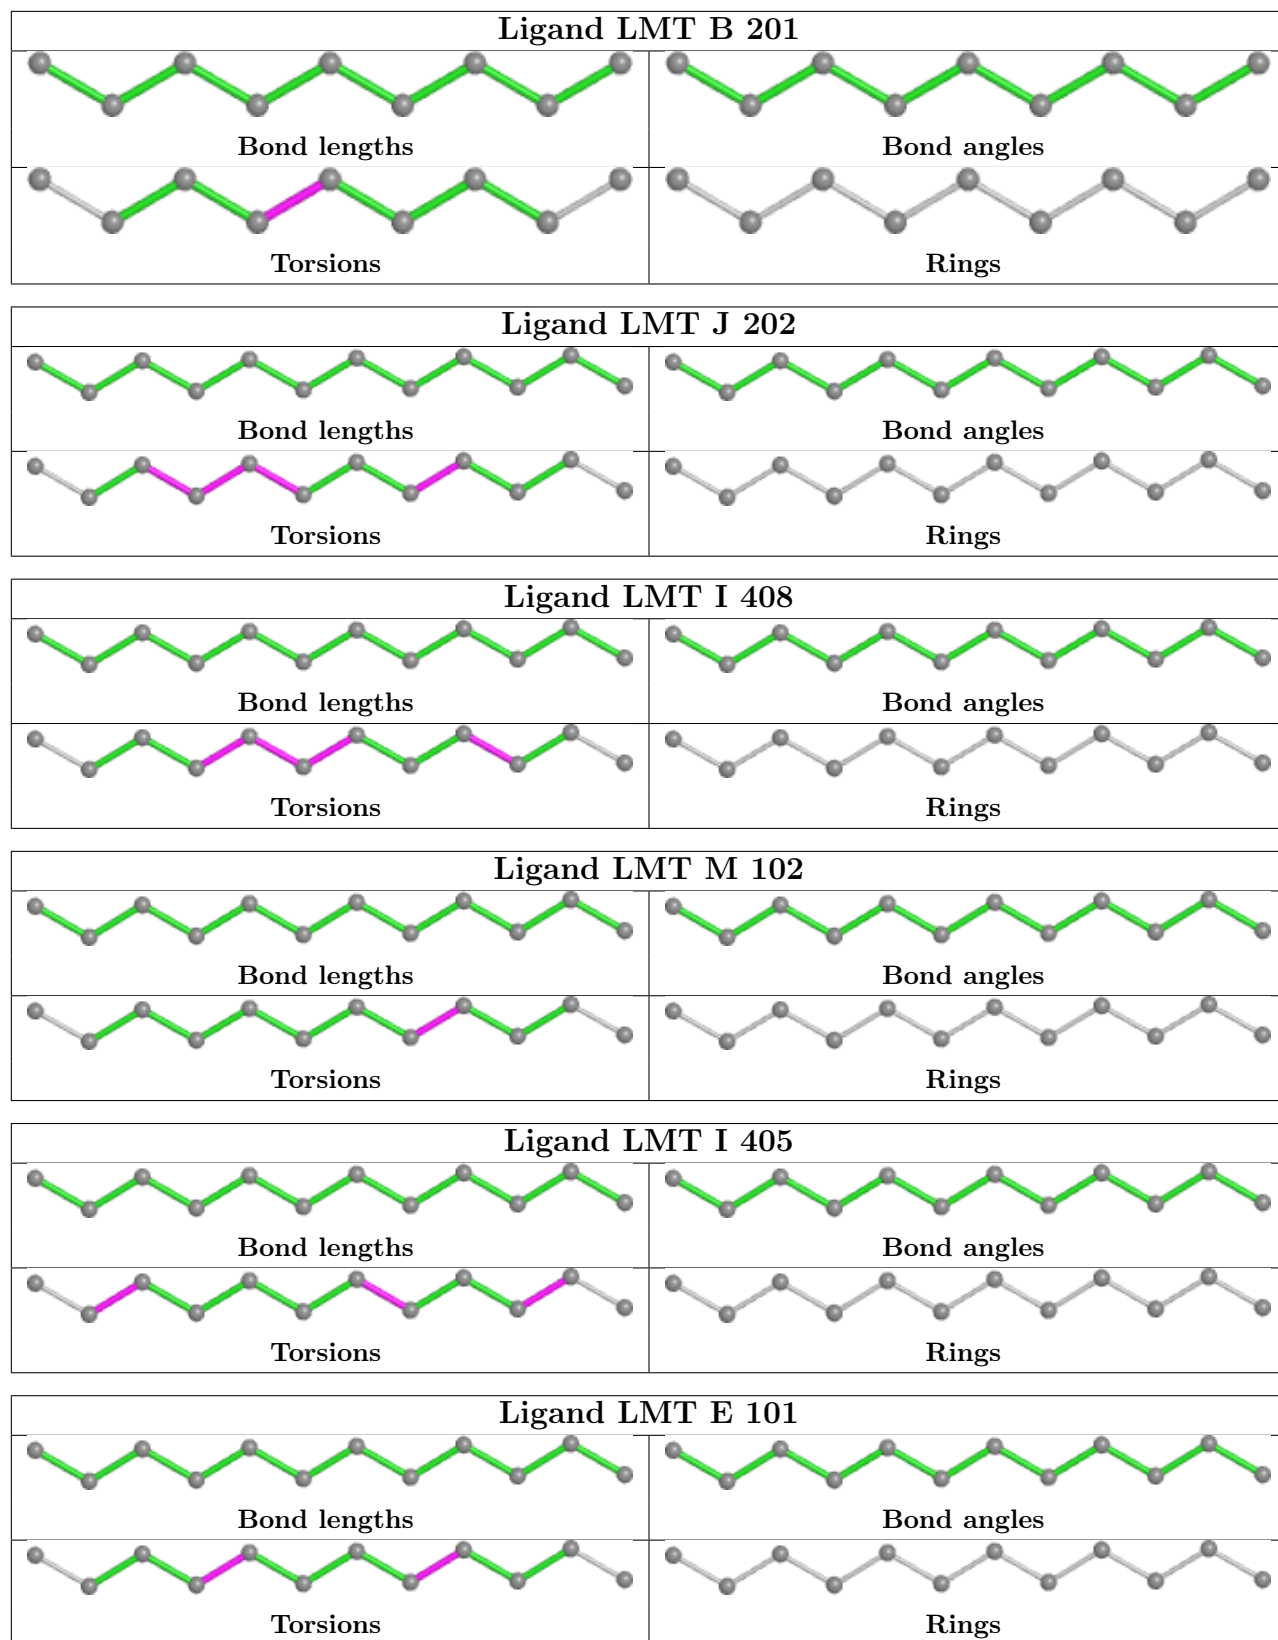 Ligand LMT B 201
Bond lengths Bond angles
Torsions Rings
Ligand LMT J 202
Bond lengths Bond angles
Torsions Rings
Ligand LMT I 408
Bond lengths Bond angles
Torsions Rings
Ligand LMT M 102
Bond lengths Bond angles
Torsions Rings
Ligand LMT I 405
Bond lengths Bond angles
Torsions Rings
Ligand LMT E 101
Bond lengths Bond angles
Torsions Rings